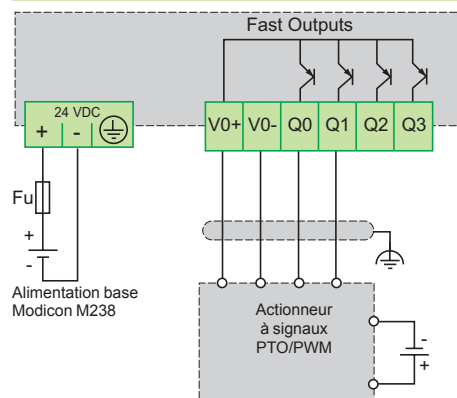 Fast Outputs
24 VDC
+ -
V0+ V0- Q0 Q1 Q2 Q3
Fu
+
-
Alimentation base
Modicon M238
Actionneur
à signaux
PTO/PWM
-
+